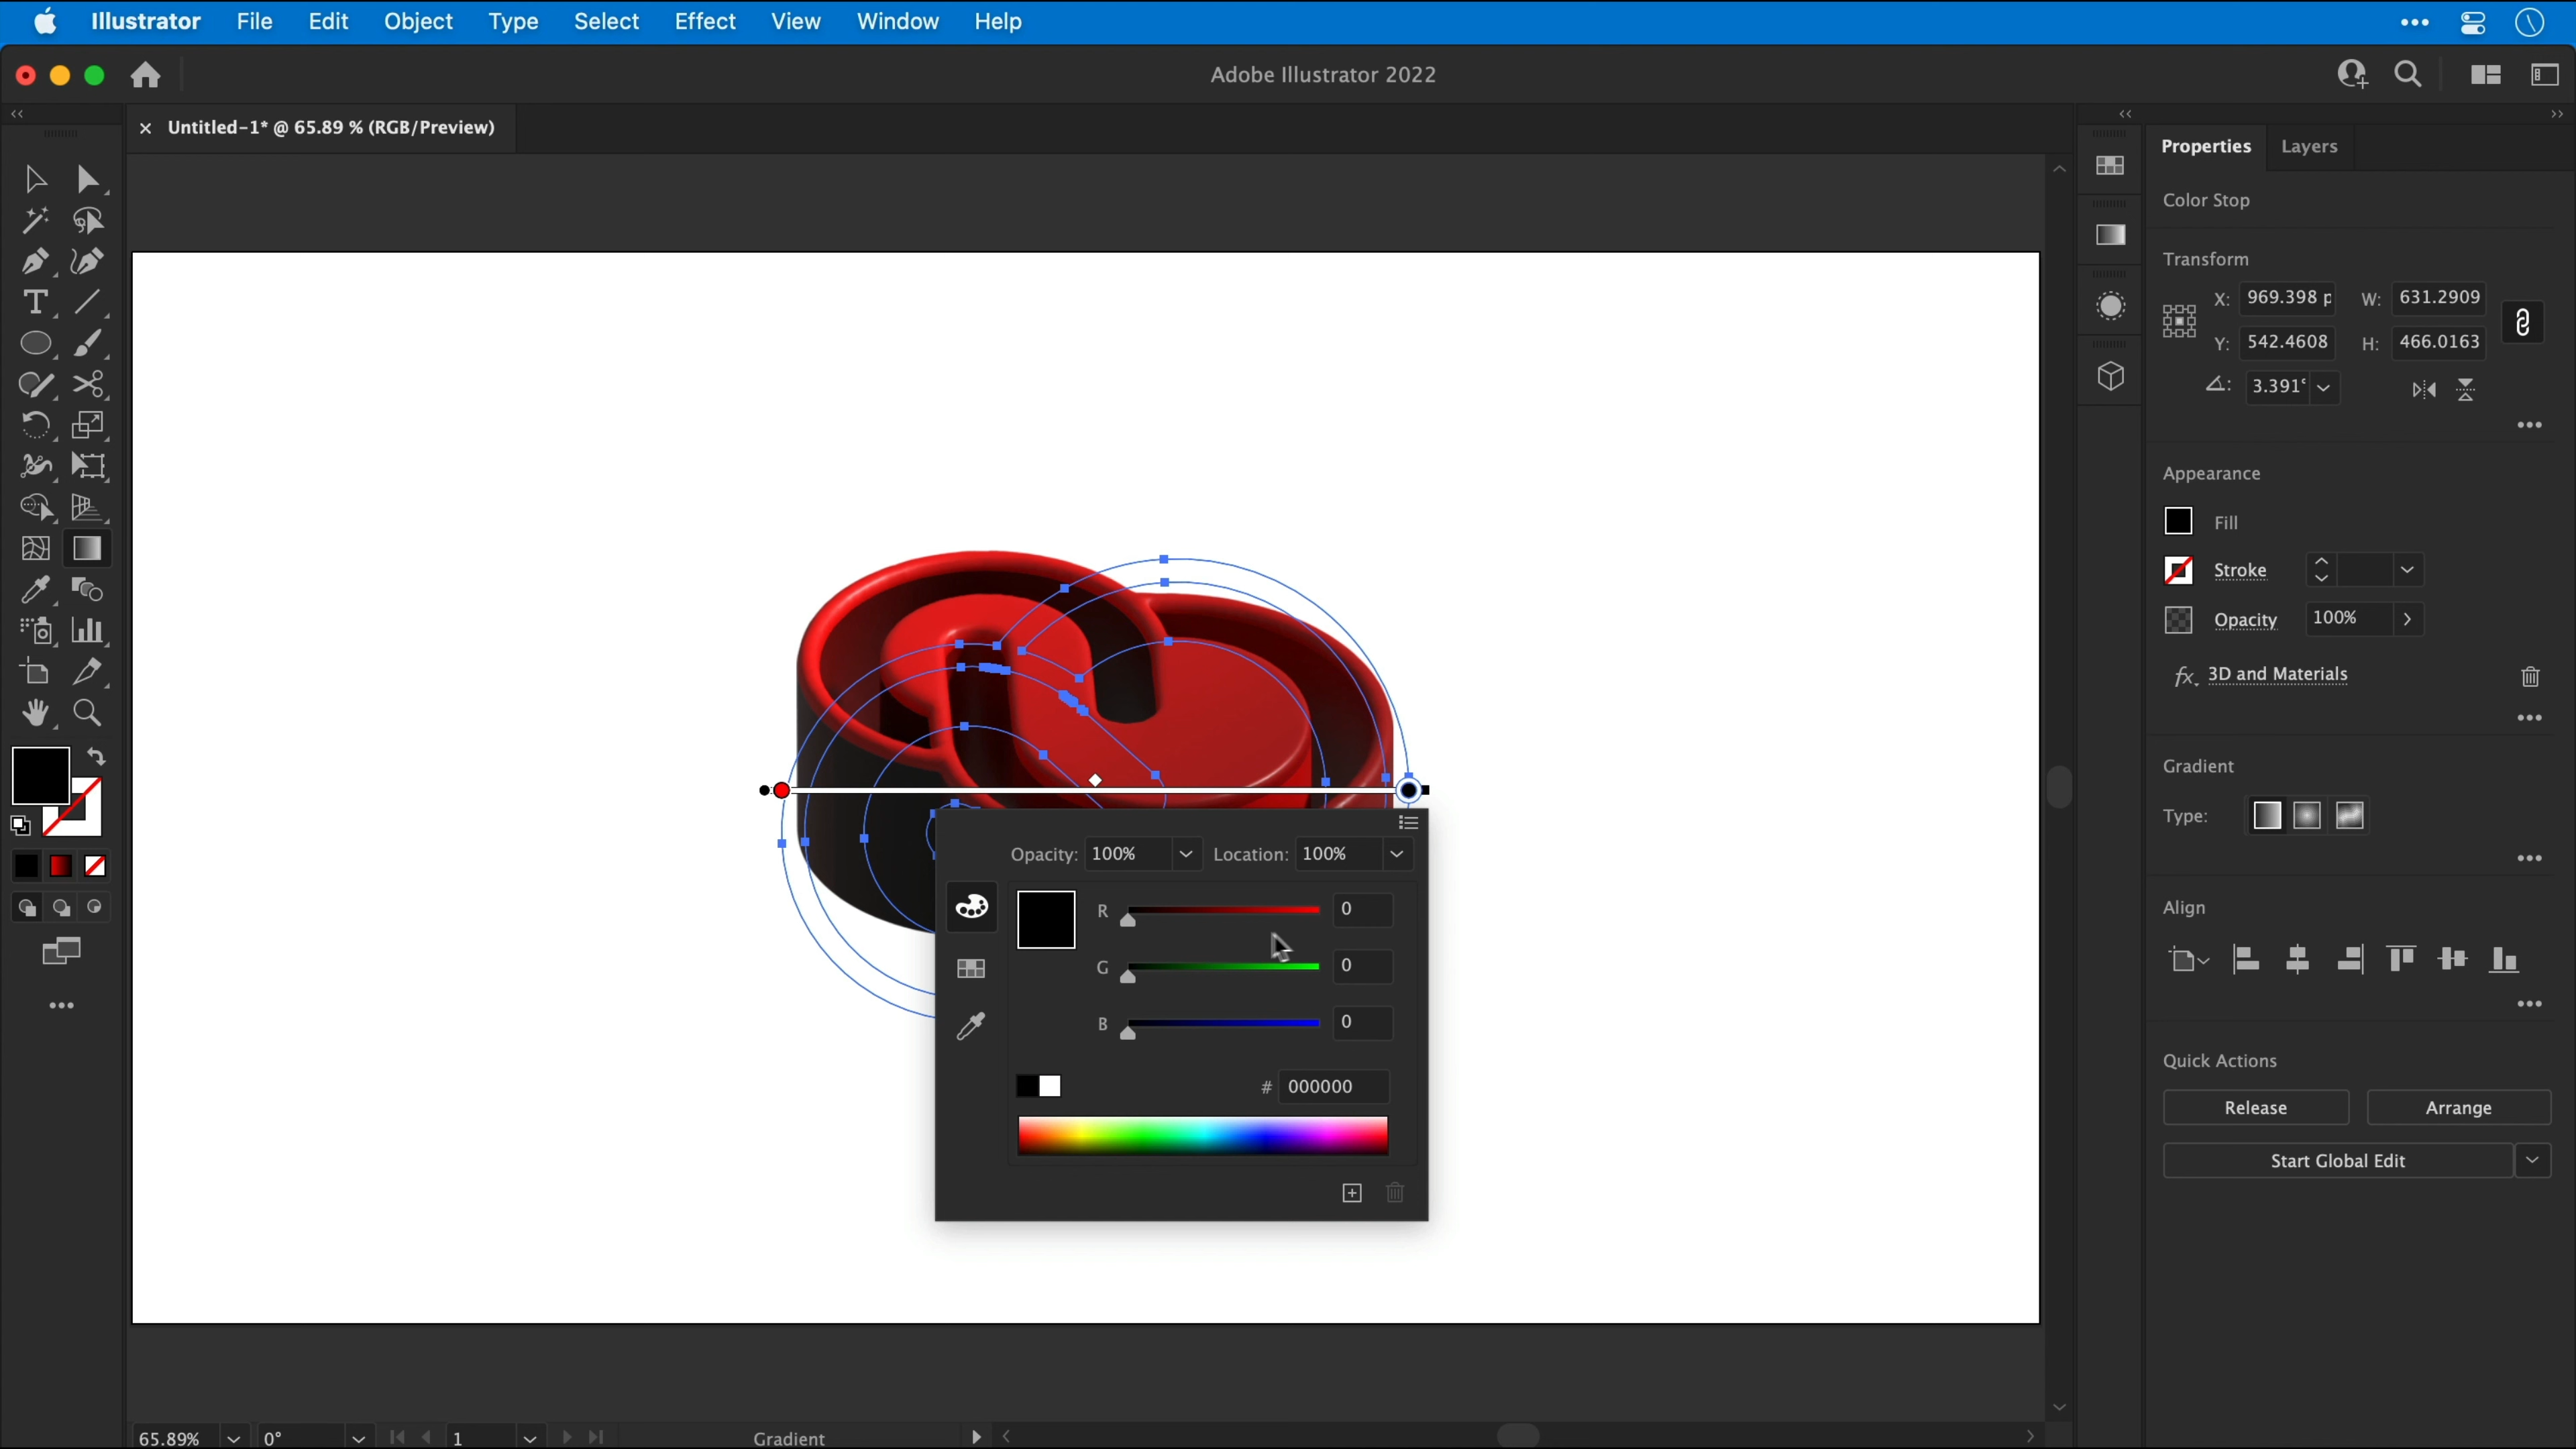 Illustrator File Edit Object Type Select Effect View Window Help
Adobe Illustrator 2022
× Untitled-1* @ 65.89 % (RGB/Preview)
Properties Layers
Color Stop
Transform
X: 969.398 p W: 631.2909
Y: 542.4608 H: 466.0163
3.391°
Appearance
Fill
Stroke
Opacity 100%
fx. 3D and Materials
Gradient
Type:
Opacity: 100% Location: 100%
R 0
G 0
B 0
# 000000
Align
Quick Actions
Release Arrange
Start Global Edit
65.89% 0° 1 Gradient